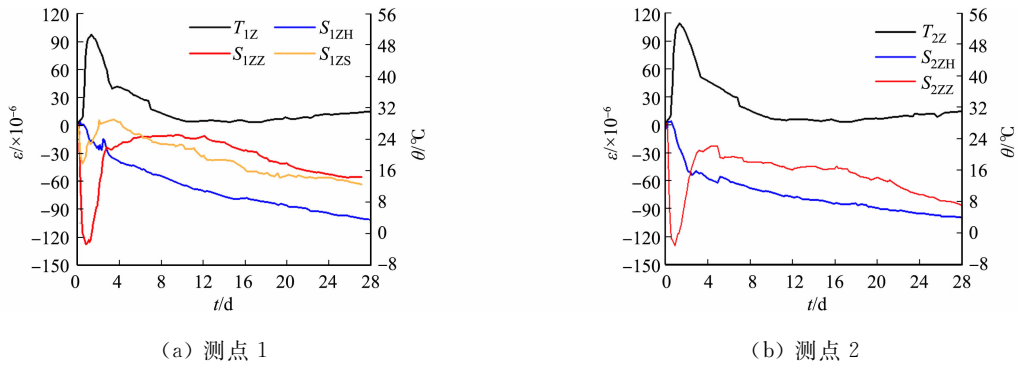 120 90 60 30 0 −30 −60 −90 −120 −150
ε/×10⁻⁶
T₁Z S₁ZH
S₁ZZ S₁ZS
56 48 40 32 24 16 8 0 −8
θ/℃
0 4 8 12 16 20 24 28
t/d
(a) 测点 1
120 90 60 30 0 −30 −60 −90 −120 −150
ε/×10⁻⁶
T₂Z
S₂ZH
S₂ZZ
56 48 40 32 24 16 8 0 −8
θ/℃
0 4 8 12 16 20 24 28
t/d
(b) 测点 2